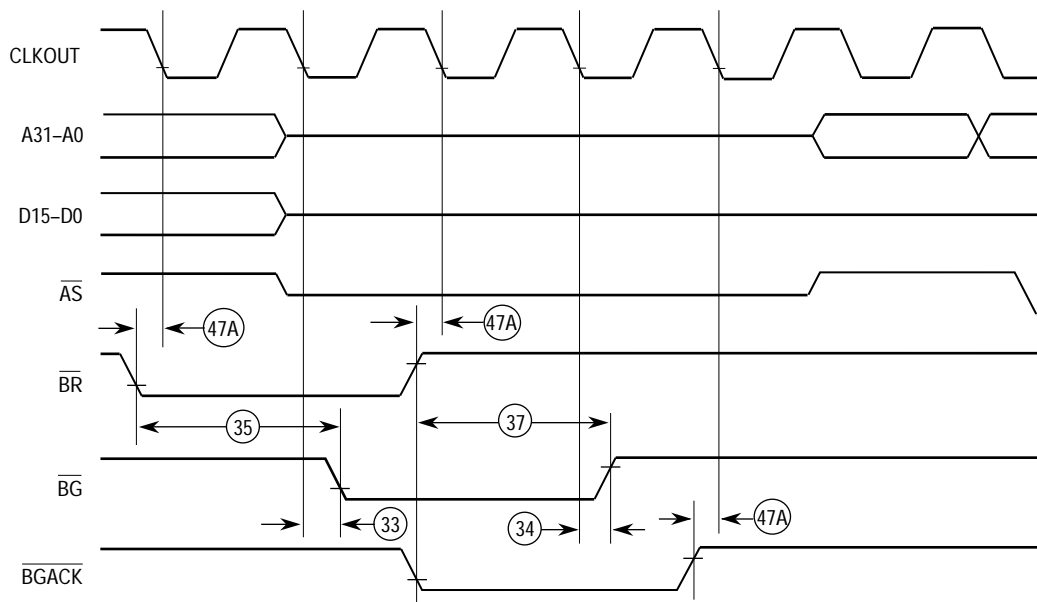 CLKOUT
A31–A0
D15–D0
AS
47A
47A
BR
35
37
BG
33
34
47A
BGACK